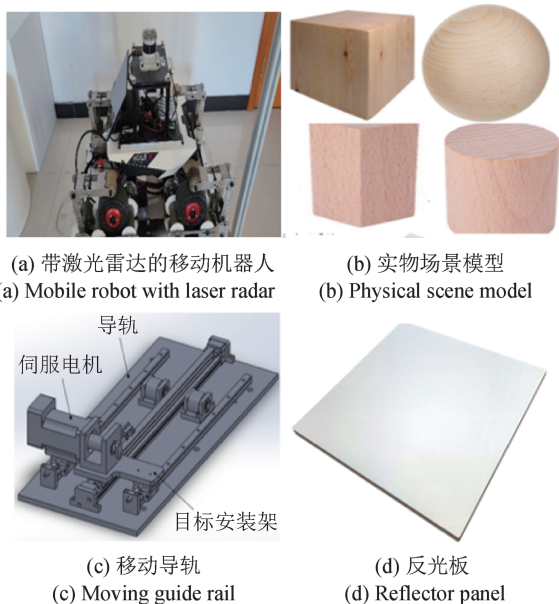 (a) 带激光雷达的移动机器人
(a) Mobile robot with laser radar
(b) 实物场景模型
(b) Physical scene model
导轨
伺服电机
目标安装架
(c) 移动导轨
(c) Moving guide rail
(d) 反光板
(d) Reflector panel